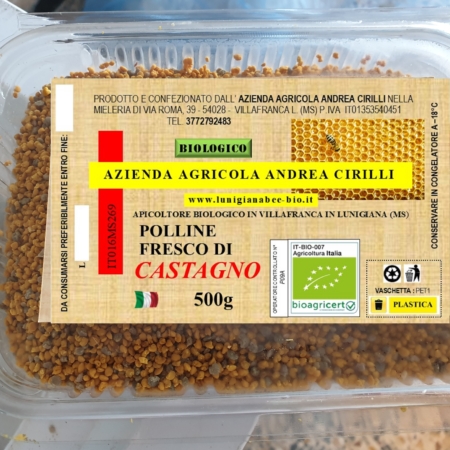 PRODOTTO E CONFEZIONATO DALL' AZIENDA AGRICOLA ANDREA CIRILLI NELLA
MIELERIA DI VIA ROMA, 39 - 54028 - VILLAFRANCA L. (MS) P.IVA IT01353540451
TEL 3772792483
BIOLOGICO
AZIENDA AGRICOLA ANDREA CIRILLI
www.lunigianabee-bio.it
APICOLTORE BIOLOGICO IN VILLAFRANCA IN LUNIGIANA (MS)
POLLINE
FRESCO DI
CASTAGNO
500g
DA CONSUMARSI PREFERIBILMENTE ENTRO FINE:
L
IT016MS269
OPERATORE CONTROLLATO N°
IT-BIO-007
Agricoltura Italia
bioagricert
VASCHETTA : PET1
PLASTICA
CONSERVARE IN CONGELATORE A -18°C